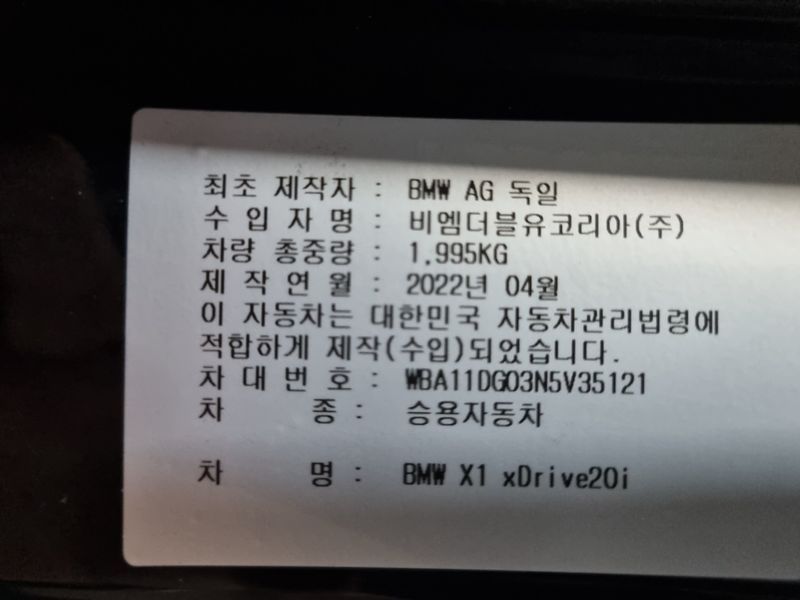 최초 제작자 : BMW AG 독일
수 입 자 명 : 비엠더블유코리아(주)
차량 총중량 : 1,995KG
제 작 연 월 : 2022년 04월
이 자동차는 대한민국 자동차관리법령에
적합하게 제작(수입)되었습니다.
차 대 번 호 : WBA11DG03N5V35121
차 종 : 승용자동차
차 명 : BMW X1 xDrive20i